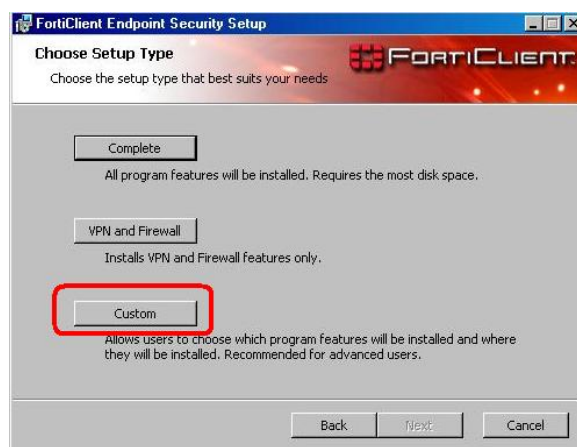 FortiClient Endpoint Security Setup
Choose Setup Type
Choose the setup type that best suits your needs
FORTICLIENT
Complete
All program features will be installed. Requires the most disk space.
VPN and Firewall
Installs VPN and Firewall features only.
Custom
Allows users to choose which program features will be installed and where
they will be installed. Recommended for advanced users.
Back
Next
Cancel